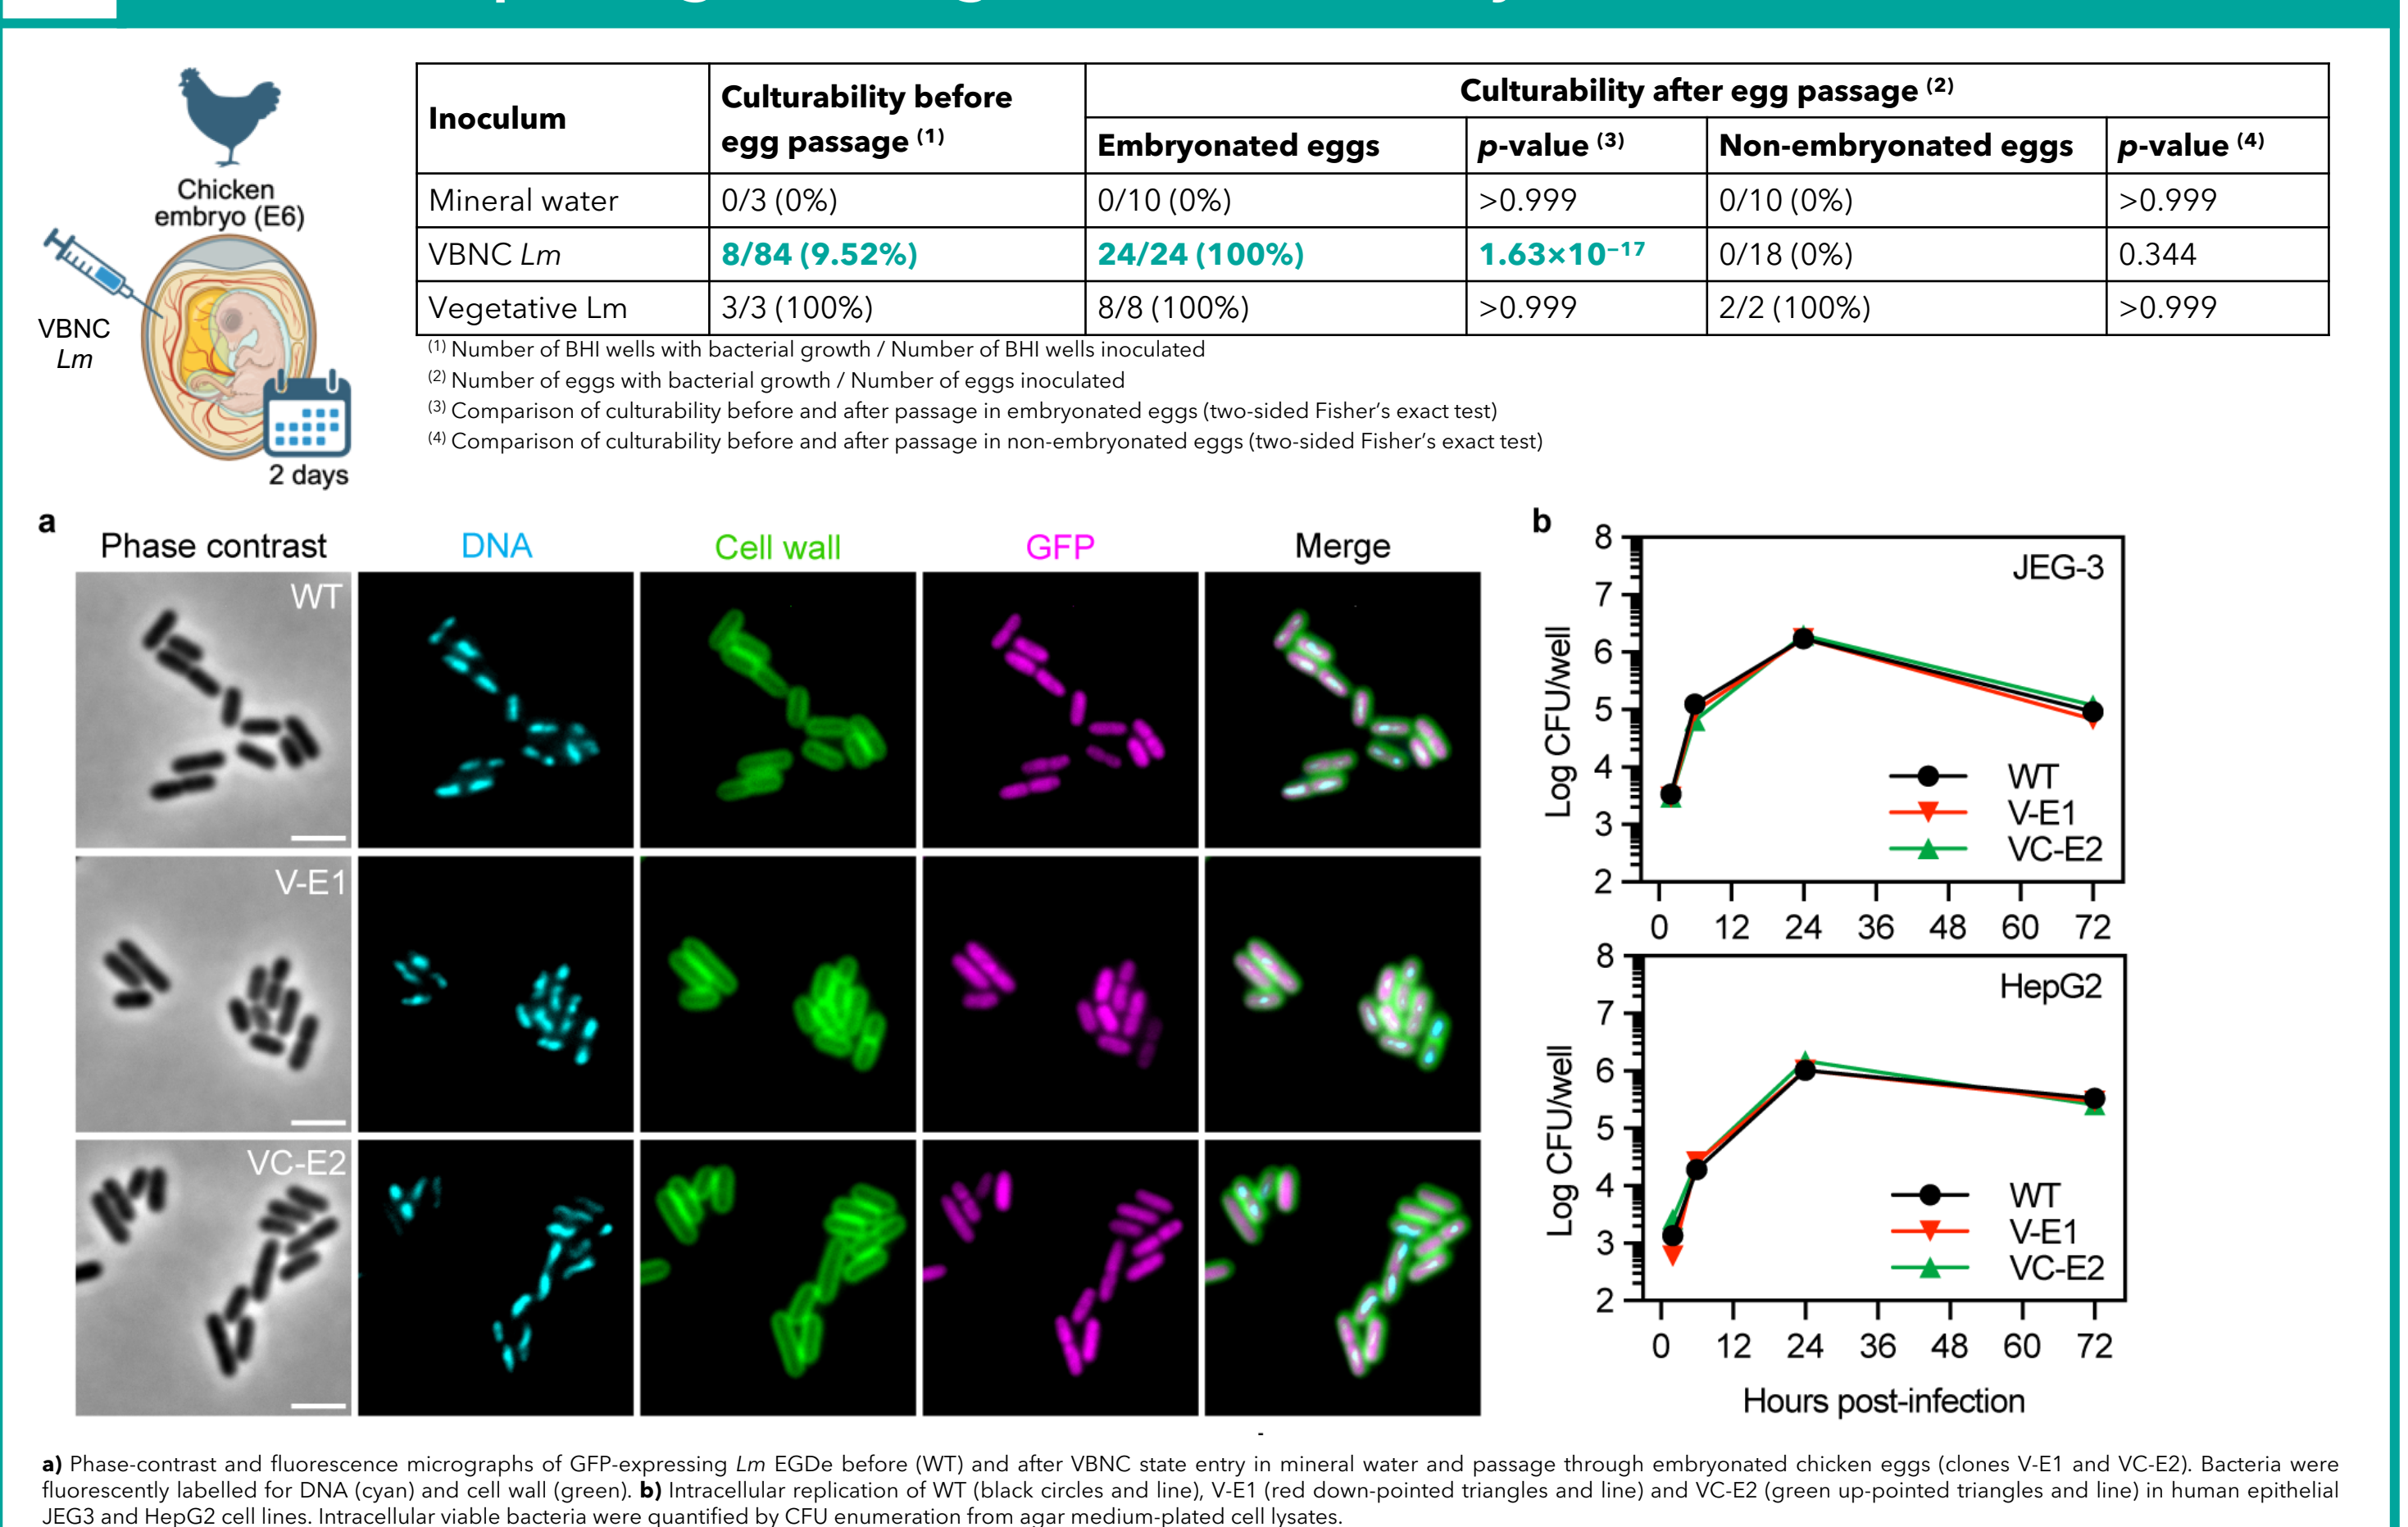 Chicken
embryo (E6)
VBNC
Lm
2 days
Inoculum
Culturability before
egg passage (1)
Culturability after egg passage (2)
Embryonated eggs
p-value (3)
Non-embryonated eggs
p-value (4)
Mineral water 0/3 (0%) 0/10 (0%) >0.999 0/10 (0%) >0.999
VBNC Lm 8/84 (9.52%) 24/24 (100%) 1.63×10⁻¹⁷ 0/18 (0%) 0.344
Vegetative Lm 3/3 (100%) 8/8 (100%) >0.999 2/2 (100%) >0.999
(1) Number of BHI wells with bacterial growth / Number of BHI wells inoculated
(2) Number of eggs with bacterial growth / Number of eggs inoculated
(3) Comparison of culturability before and after passage in embryonated eggs (two-sided Fisher's exact test)
(4) Comparison of culturability before and after passage in non-embryonated eggs (two-sided Fisher's exact test)
a
Phase contrast DNA Cell wall GFP Merge
WT
V-E1
VC-E2
b
JEG-3
Log CFU/well
8
7
6
5
4
3
2
WT
V-E1
VC-E2
0 12 24 36 48 60 72
HepG2
Log CFU/well
8
7
6
5
4
3
2
WT
V-E1
VC-E2
0 12 24 36 48 60 72
Hours post-infection
a) Phase-contrast and fluorescence micrographs of GFP-expressing Lm EGDe before (WT) and after VBNC state entry in mineral water and passage through embryonated chicken eggs (clones V-E1 and VC-E2). Bacteria were
fluorescently labelled for DNA (cyan) and cell wall (green). b) Intracellular replication of WT (black circles and line), V-E1 (red down-pointed triangles and line) and VC-E2 (green up-pointed triangles and line) in human epithelial
JEG3 and HepG2 cell lines. Intracellular viable bacteria were quantified by CFU enumeration from agar medium-plated cell lysates.